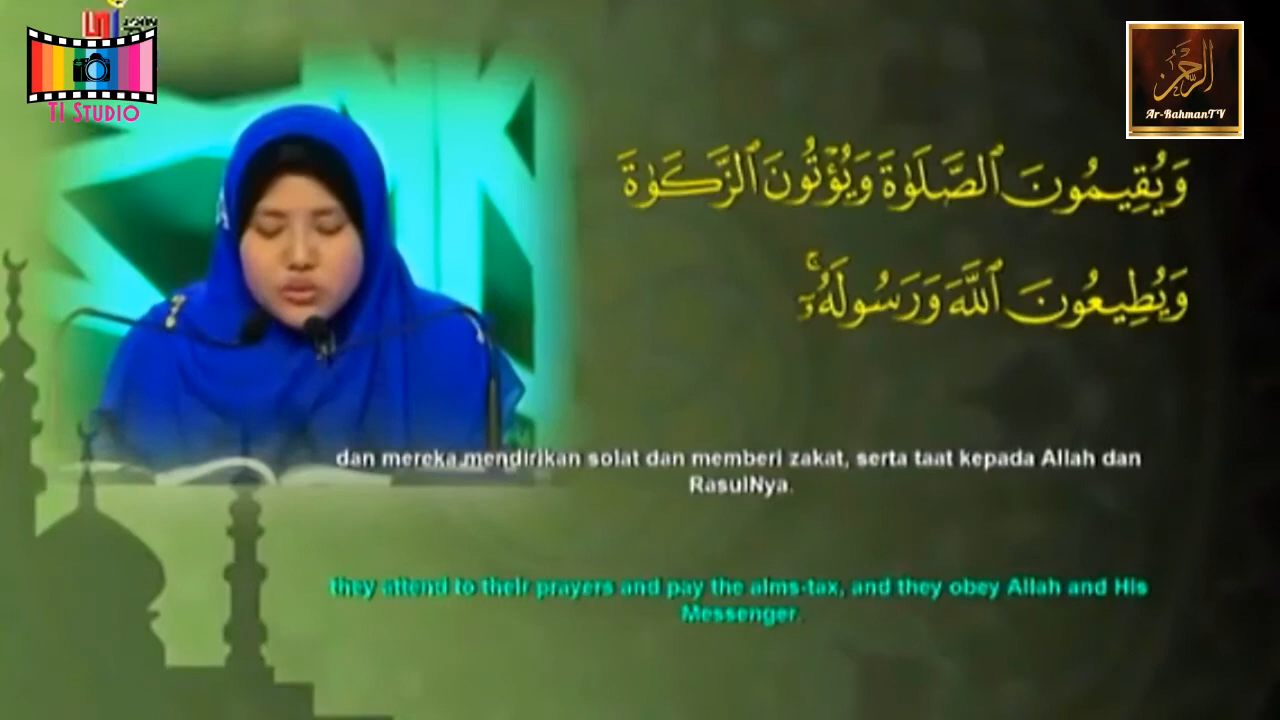 TI STUDIO
الرحمن
Ar-RahmanTV
وَيُقِيمُونَ ٱلصَّلَوٰةَ وَيُؤْتُونَ ٱلزَّكَوٰةَ
وَيُطِيعُونَ ٱللَّهَ وَرَسُولَهُۥٓ ۚ
dan mereka mendirikan solat dan memberi zakat, serta taat kepada Allah dan
RasulNya.
they attend to their prayers and pay the alms-tax, and they obey Allah and His
Messenger.